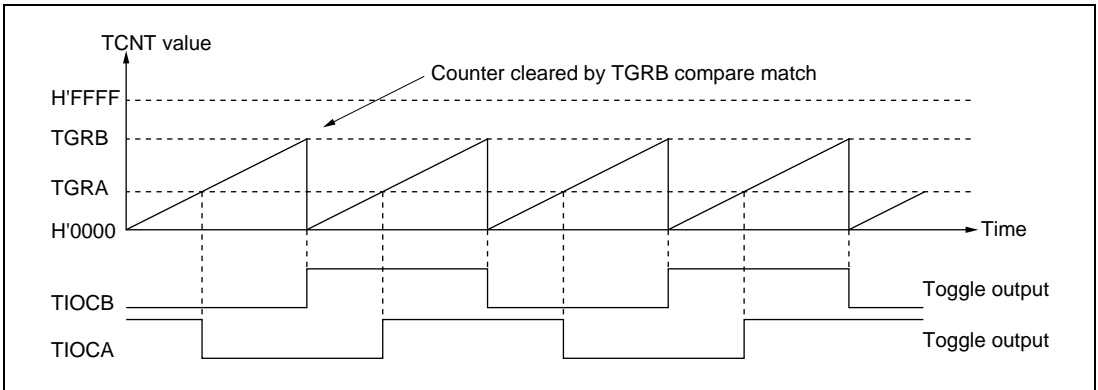 TCNT value
Counter cleared by TGRB compare match
H'FFFF
TGRB
TGRA
H'0000
Time
TIOCB
Toggle output
TIOCA
Toggle output